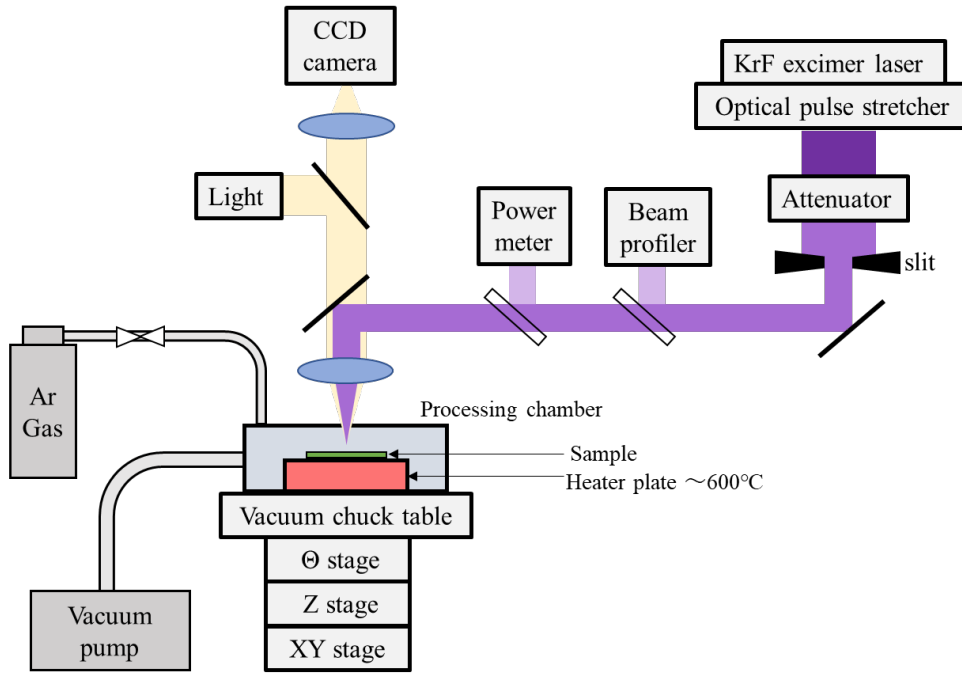 CCD
camera
KrF excimer laser
Optical pulse stretcher
Light
Power
meter
Beam
profiler
Attenuator
slit
Ar
Gas
Processing chamber
Sample
Heater plate ～600℃
Vacuum chuck table
Θ stage
Z stage
XY stage
Vacuum
pump